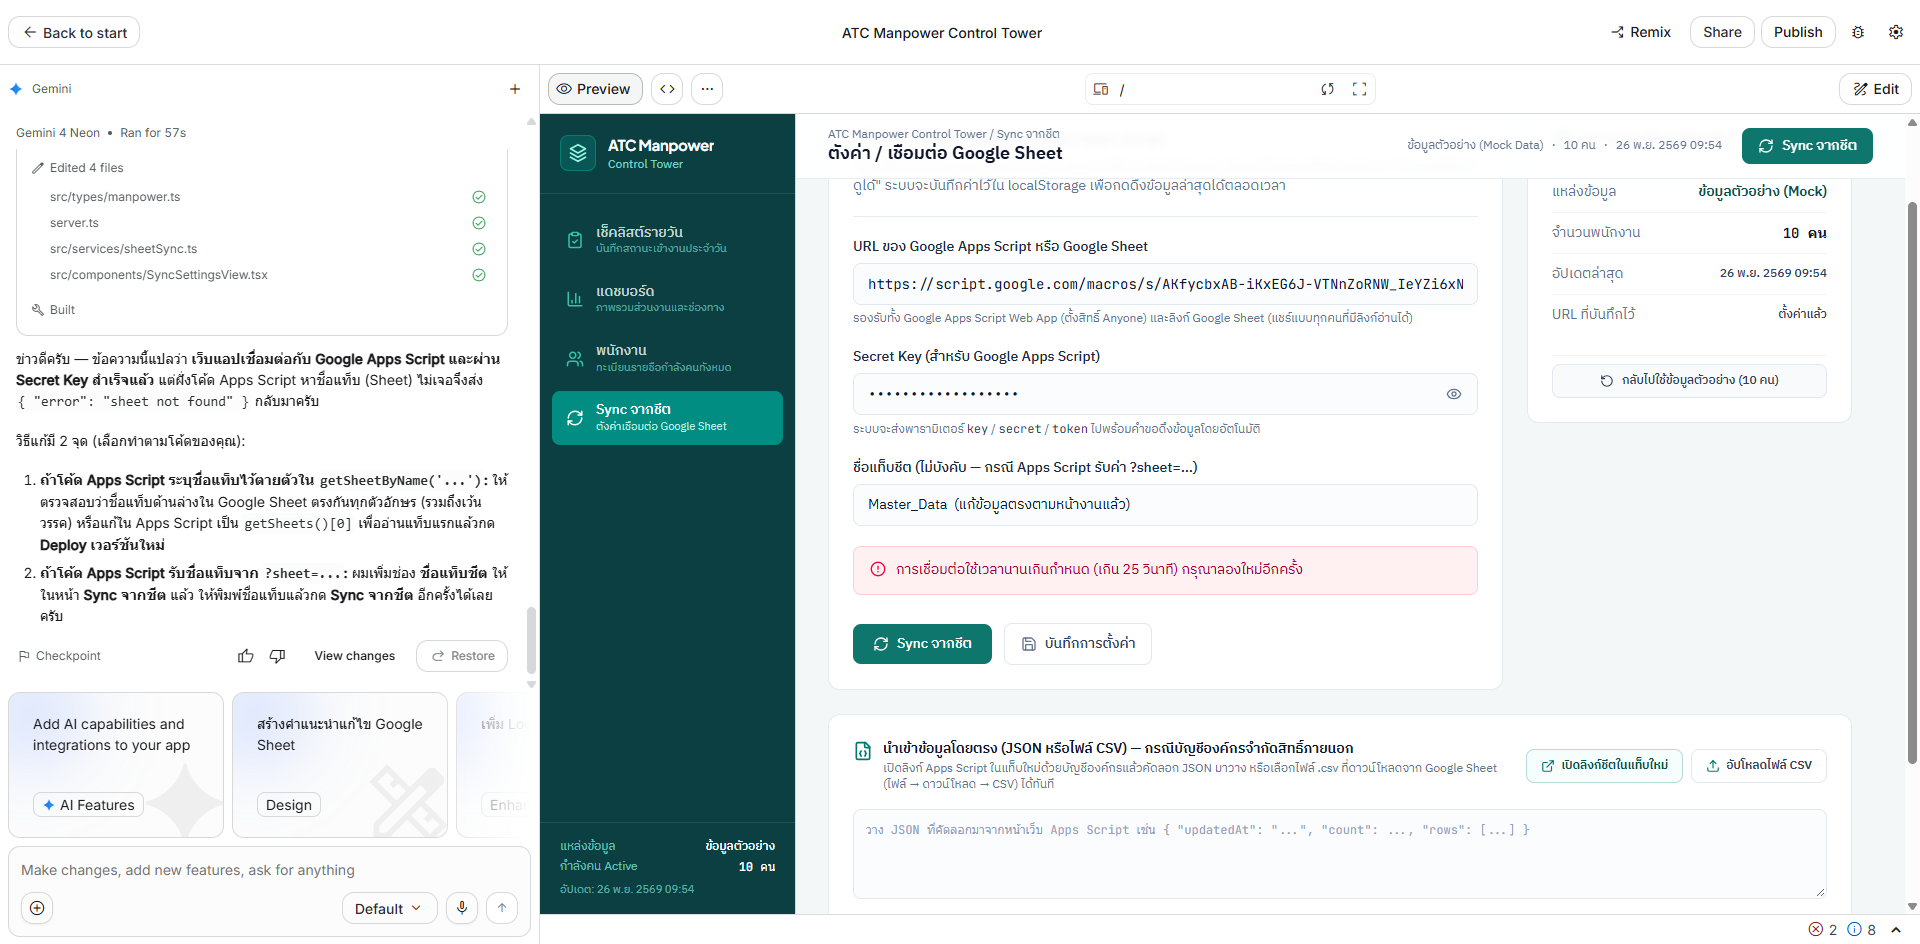 Back to start
ATC Manpower Control Tower
Remix
Share
Publish
Gemini
Preview
/
Edit
Gemini 4 Neon • Ran for 57s
Edited 4 files
src/types/manpower.ts
server.ts
src/services/sheetSync.ts
src/components/SyncSettingsView.tsx
Built
ข่าวดีครับ — ข้อความนี้แปลว่า เว็บแอปเชื่อมต่อกับ Google Apps Script และผ่าน
Secret Key สำเร็จแล้ว แต่ฝั่งโค้ด Apps Script หาชื่อแท็บ (Sheet) ไม่เจอจึงส่ง
{ "error": "sheet not found" } กลับมาครับ
วิธีแก้มี 2 จุด (เลือกทำตามโค้ดของคุณ):
1. ถ้าโค้ด Apps Script ระบุชื่อแท็บไว้ตายตัวใน getSheetByName('...'): ให้
ตรวจสอบว่าชื่อแท็บด้านล่างใน Google Sheet ตรงกันทุกตัวอักษร (รวมถึงเว้น
วรรค) หรือแก้ใน Apps Script เป็น getSheets()[0] เพื่ออ่านแท็บแรกแล้วกด
Deploy เวอร์ชันใหม่
2. ถ้าโค้ด Apps Script รับชื่อแท็บจาก ?sheet=...: ผมเพิ่มช่อง ชื่อแท็บชีต ให้
ในหน้า Sync จากชีต แล้ว ให้พิมพ์ชื่อแท็บแล้วกด Sync จากชีต อีกครั้งได้เลย
ครับ
Checkpoint
View changes
Restore
Add AI capabilities and
integrations to your app
AI Features
สร้างคำแนะนำแก้ไข Google
Sheet
Design
เพิ่ม Lo
Enha
Make changes, add new features, ask for anything
Default
ATC Manpower
Control Tower
เช็คลิสต์รายวัน
บันทึกสถานะเข้างานประจำวัน
แดชบอร์ด
ภาพรวมส่วนงานและช่องทาง
พนักงาน
ทะเบียนรายชื่อกำลังคนทั้งหมด
Sync จากชีต
ตั้งค่าเชื่อมต่อ Google Sheet
แหล่งข้อมูล ข้อมูลตัวอย่าง
กำลังคน Active 10 คน
อัปเดต: 26 พ.ย. 2569 09:54
ATC Manpower Control Tower / Sync จากชีต
ตั้งค่า / เชื่อมต่อ Google Sheet
ข้อมูลตัวอย่าง (Mock Data) · 10 คน · 26 พ.ย. 2569 09:54
Sync จากชีต
ดูได้" ระบบจะบันทึกค่าไว้ใน localStorage เพื่อกดดึงข้อมูลล่าสุดได้ตลอดเวลา
URL ของ Google Apps Script หรือ Google Sheet
https://script.google.com/macros/s/AKfycbxAB-iKxEG6J-VTNnZoRNW_IeYZi6xN
รองรับทั้ง Google Apps Script Web App (ตั้งสิทธิ์ Anyone) และลิงก์ Google Sheet (แชร์แบบทุกคนที่มีลิงก์อ่านได้)
Secret Key (สำหรับ Google Apps Script)
••••••••••••••••••
ระบบจะส่งพารามิเตอร์ key / secret / token ไปพร้อมคำขอดึงข้อมูลโดยอัตโนมัติ
ชื่อแท็บชีต (ไม่บังคับ — กรณี Apps Script รับค่า ?sheet=...)
Master_Data (แก้ข้อมูลตรงตามหน้างานแล้ว)
การเชื่อมต่อใช้เวลานานเกินกำหนด (เกิน 25 วินาที) กรุณาลองใหม่อีกครั้ง
Sync จากชีต
บันทึกการตั้งค่า
แหล่งข้อมูล ข้อมูลตัวอย่าง (Mock)
จำนวนพนักงาน 10 คน
อัปเดตล่าสุด 26 พ.ย. 2569 09:54
URL ที่บันทึกไว้ ตั้งค่าแล้ว
กลับไปใช้ข้อมูลตัวอย่าง (10 คน)
นำเข้าข้อมูลโดยตรง (JSON หรือไฟล์ CSV) — กรณีบัญชีองค์กรจำกัดสิทธิ์ภายนอก
เปิดลิงก์ Apps Script ในแท็บใหม่ด้วยบัญชีองค์กรแล้วคัดลอก JSON มาวาง หรือเลือกไฟล์ .csv ที่ดาวน์โหลดจาก Google Sheet
(ไฟล์ → ดาวน์โหลด → CSV) ได้ทันที
เปิดลิงก์ชีตในแท็บใหม่
อัปโหลดไฟล์ CSV
วาง JSON ที่คัดลอกมาจากหน้าเว็บ Apps Script เช่น { "updatedAt": "...", "count": ..., "rows": [...] }
2
8